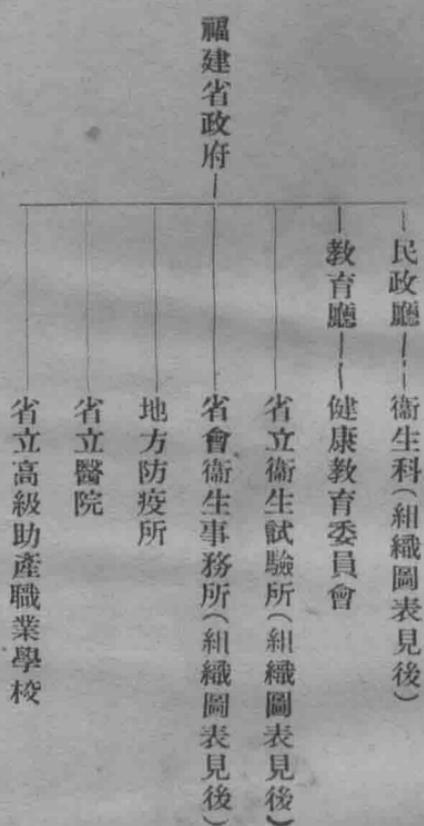 福建省政府
民政廳
衞生科(組織圖表見後)
教育廳
健康教育委員會
省立衞生試驗所(組織圖表見後)
省會衞生事務所(組織圖表見後)
地方防疫所
省立醫院
省立高級助產職業學校